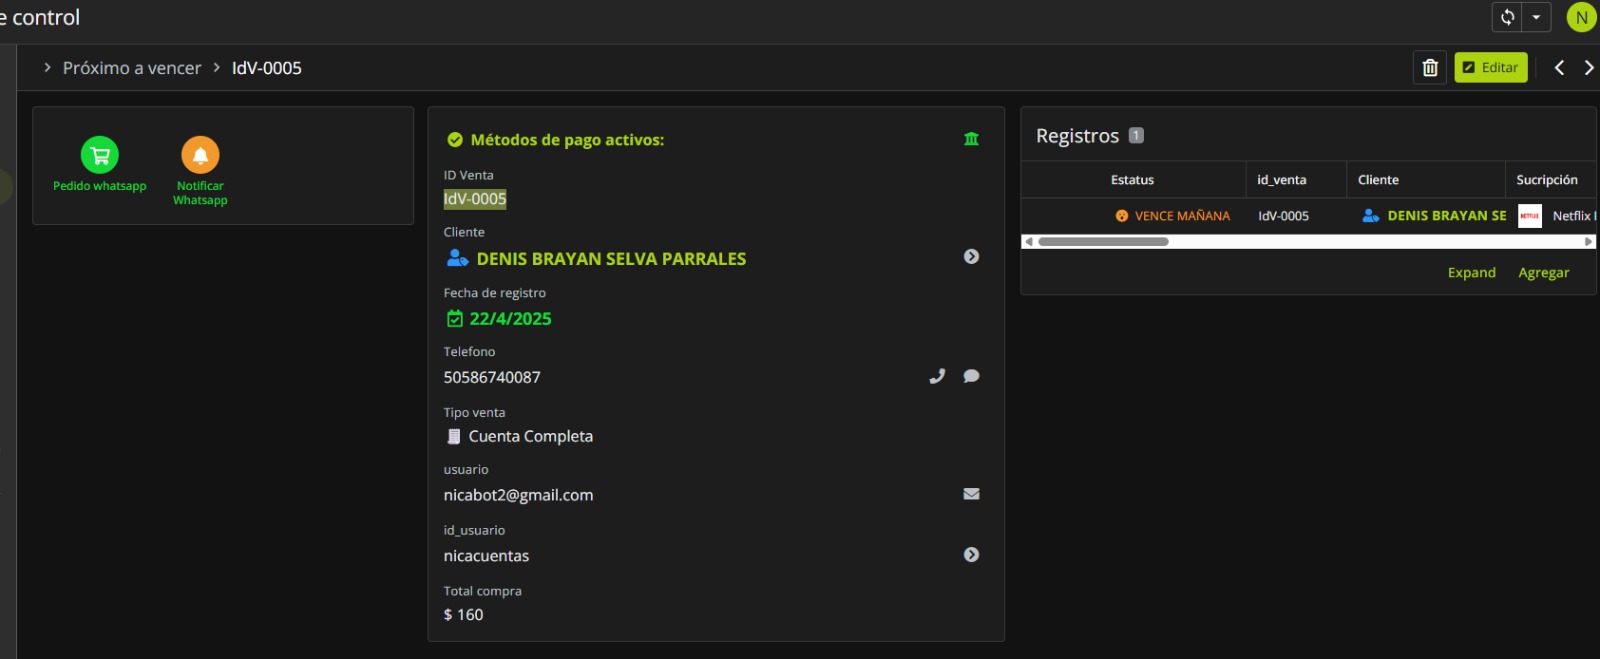 e control
N
Próximo a vencer > IdV-0005
Editar
Pedido whatsapp
Notificar
Whatsapp
Métodos de pago activos:
ID Venta
IdV-0005
Cliente
DENIS BRAYAN SELVA PARRALES
Fecha de registro
22/4/2025
Telefono
50586740087
Tipo venta
Cuenta Completa
usuario
nicabot2@gmail.com
id_usuario
nicacuentas
Total compra
$ 160
Registros 1
Estatus id_venta Cliente Sucripción
VENCE MAÑANA IdV-0005 DENIS BRAYAN SE NETFLIX Netflix
Expand Agregar